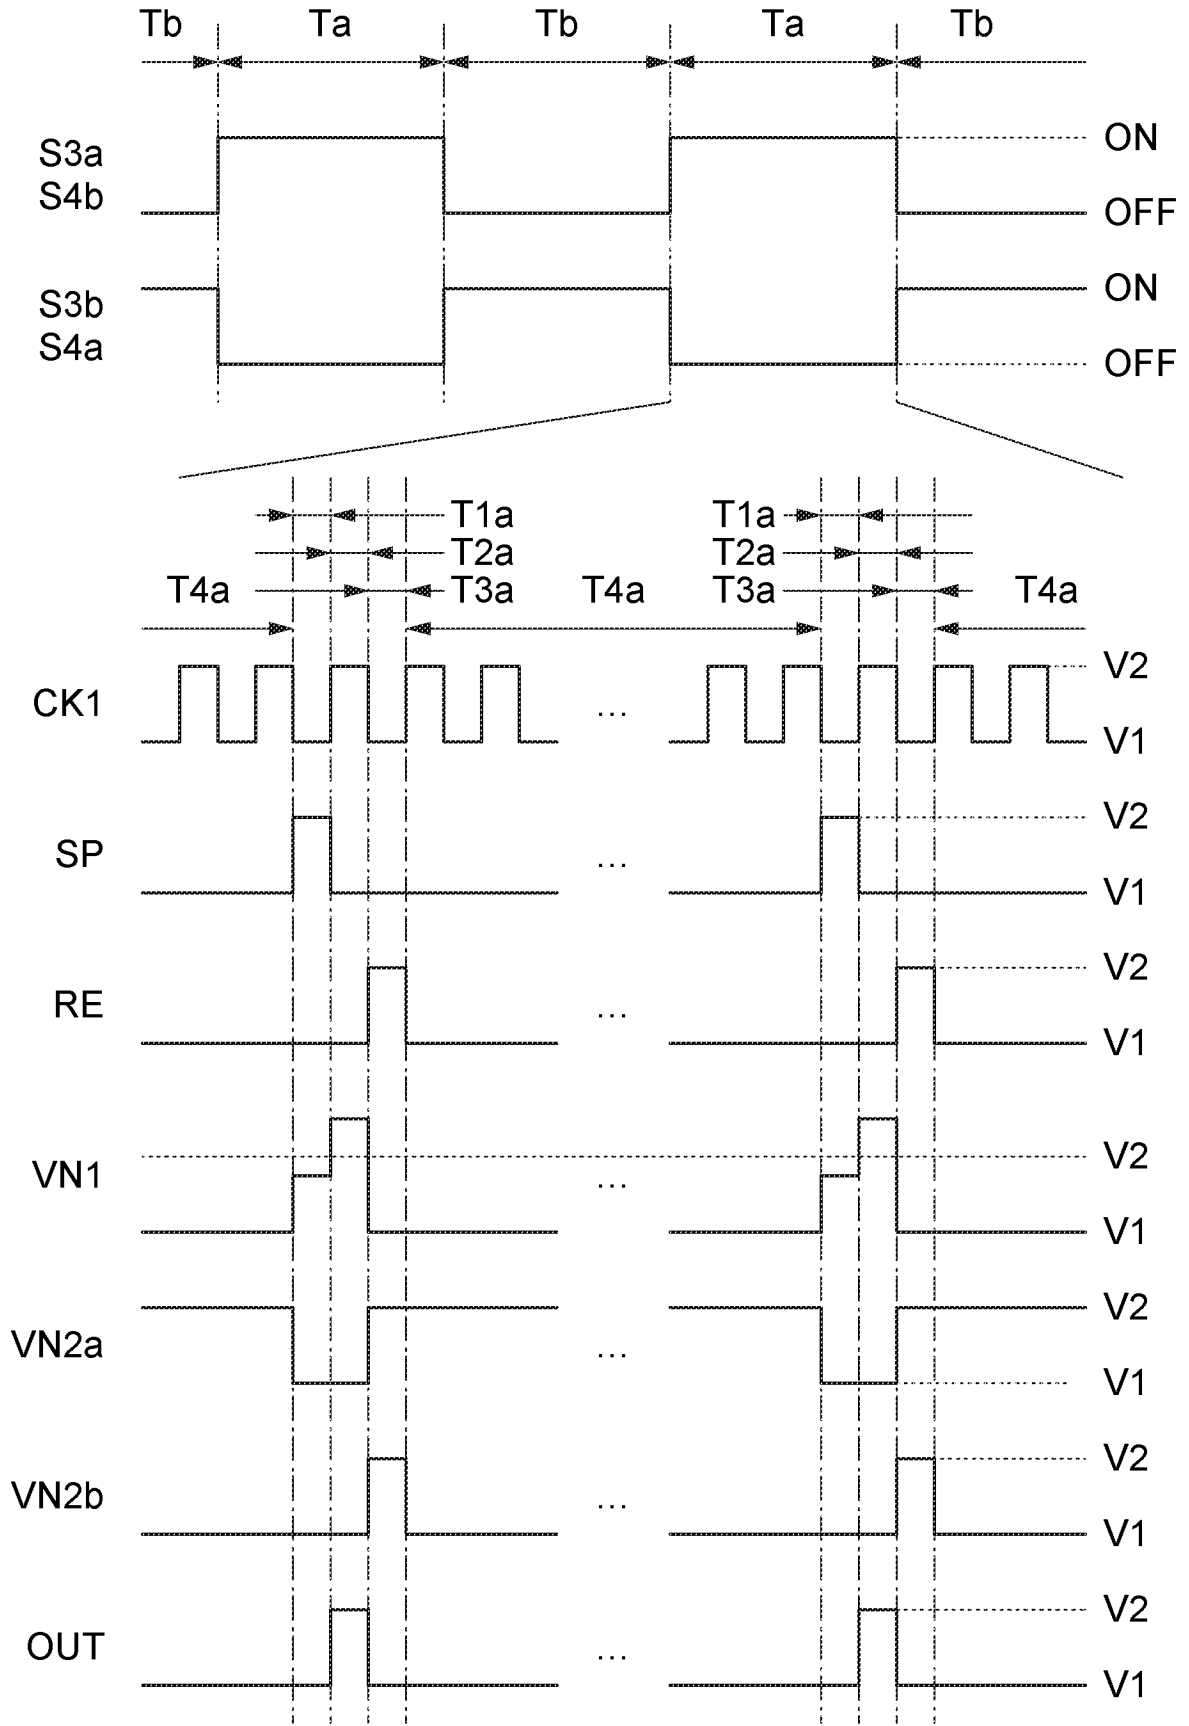 Tb Ta Tb Ta Tb
S3a
S4b
ON
OFF
S3b
S4a
ON
OFF
T1a T1a
T2a T2a
T4a T3a T4a T3a T4a
CK1 ... V2
V1
SP ... V2
V1
RE ... V2
V1
VN1 ... V2
V1
VN2a ... V2
V1
VN2b ... V2
V1
OUT ... V2
V1